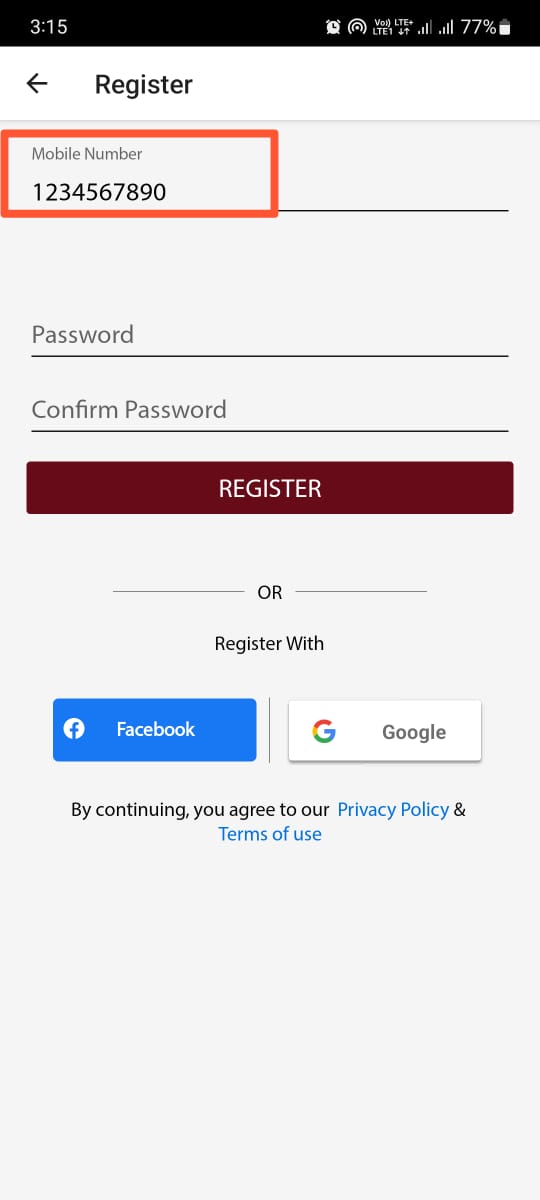 3:15
Vo) LTE+
LTE1
77%
Register
Mobile Number
1234567890
Password
Confirm Password
REGISTER
OR
Register With
Facebook
Google
By continuing, you agree to our Privacy Policy &
Terms of use